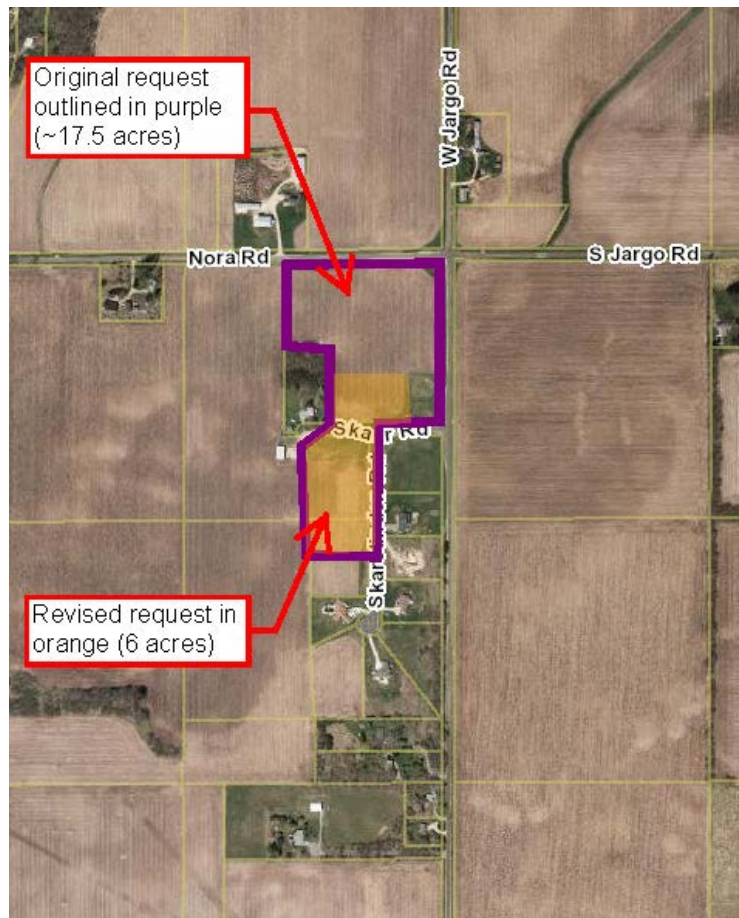 Original request
outlined in purple
(~17.5 acres)
W Jargo Rd
Nora Rd
S Jargo Rd
Skaar Rd
Revised request in
orange (6 acres)